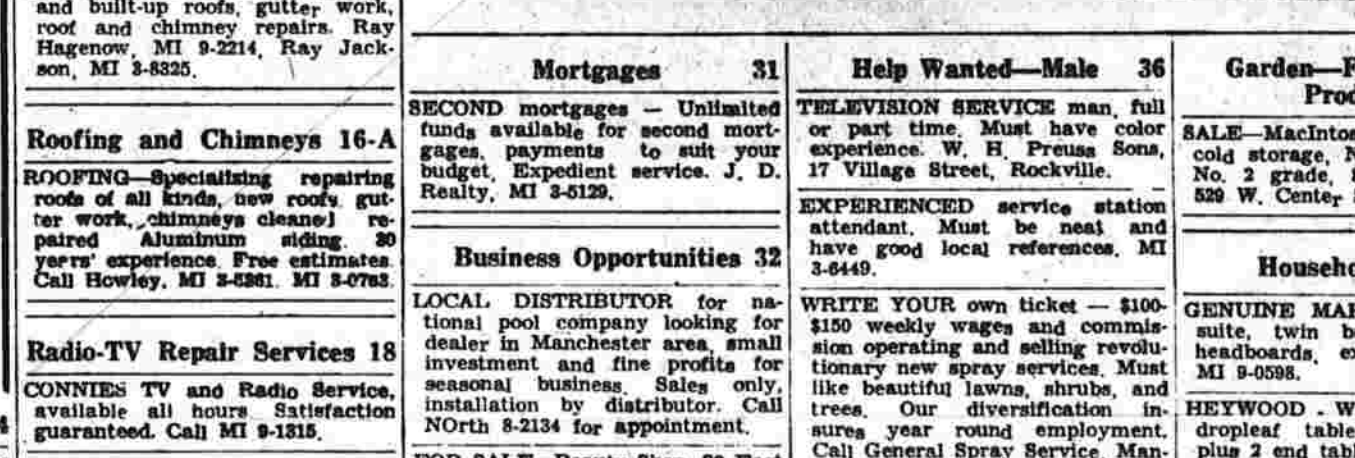 and built-up roofs, gutter work,
roof and chimney repairs. Ray
Hagenow, MI 9-2214, Ray Jack-
son, MI 3-8325.
Roofing and Chimneys 16-A
ROOFING—Specializing repairing
roofs of all kinds, new roofs, gut-
ter work, chimneys cleaned re-
paired Aluminum siding. 30
years' experience. Free estimates.
Call Howley, MI 3-5361. MI 3-0763.
Radio-TV Repair Services 18
CONNIES TV and Radio Service,
available all hours. Satisfaction
guaranteed. Call MI 9-1315.
Mortgages 31
SECOND mortgages — Unlimited
funds available for second mort-
gages, payments to suit your
budget. Expedient service. J. D.
Realty, MI 3-5129.
Business Opportunities 32
LOCAL DISTRIBUTOR for na-
tional pool company looking for
dealer in Manchester area, small
investment and fine profits for
seasonal business. Sales only,
installation by distributor. Call
NOrth 8-2134 for appointment.
Help Wanted—Male 36
TELEVISION SERVICE man, full
or part time. Must have color
experience. W. H. Preuss Sons,
17 Village Street, Rockville.
EXPERIENCED service station
attendant. Must be neat and
have good local references. MI
3-6449.
WRITE YOUR own ticket — $100-
$150 weekly wages and commis-
sion operating and selling revolu-
tionary new spray services. Must
like beautiful lawns, shrubs, and
trees. Our diversification in-
sures year round employment.
Call General Spray Service, Man-
Garden—F
Prod
SALE—MacIntos
cold storage, N
No. 2 grade,
529 W. Center
Househo
GENUINE MA
suite, twin b
headboards, e
MI 9-0598.
HEYWOOD - W
dropleaf table
plus 2 end tabl